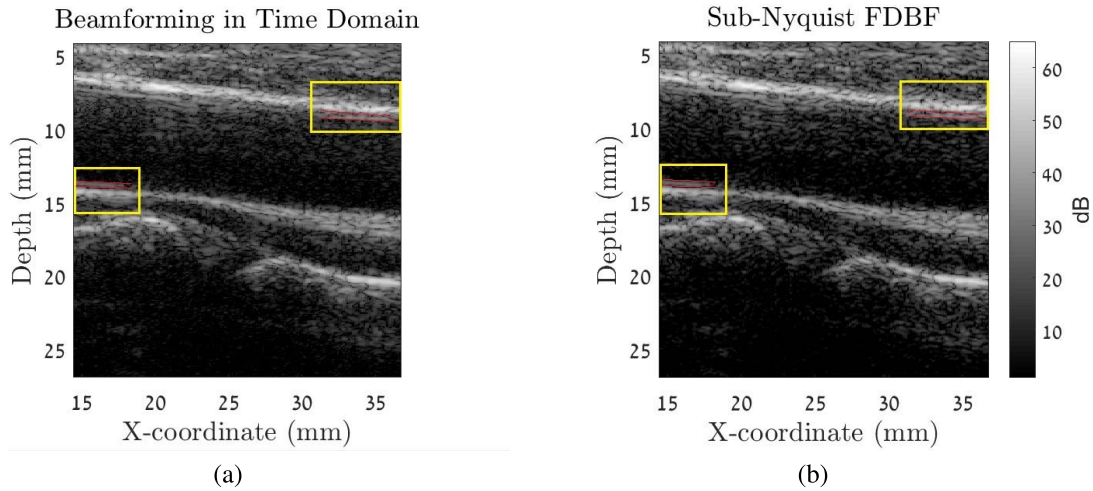 Beamforming in Time Domain
5
10
15
20
25
Depth (mm)
15 20 25 30 35
X-coordinate (mm)
(a)
Sub-Nyquist FDBF
5
10
15
20
25
Depth (mm)
15 20 25 30 35
X-coordinate (mm)
(b)
60
50
40
30
20
10
dB